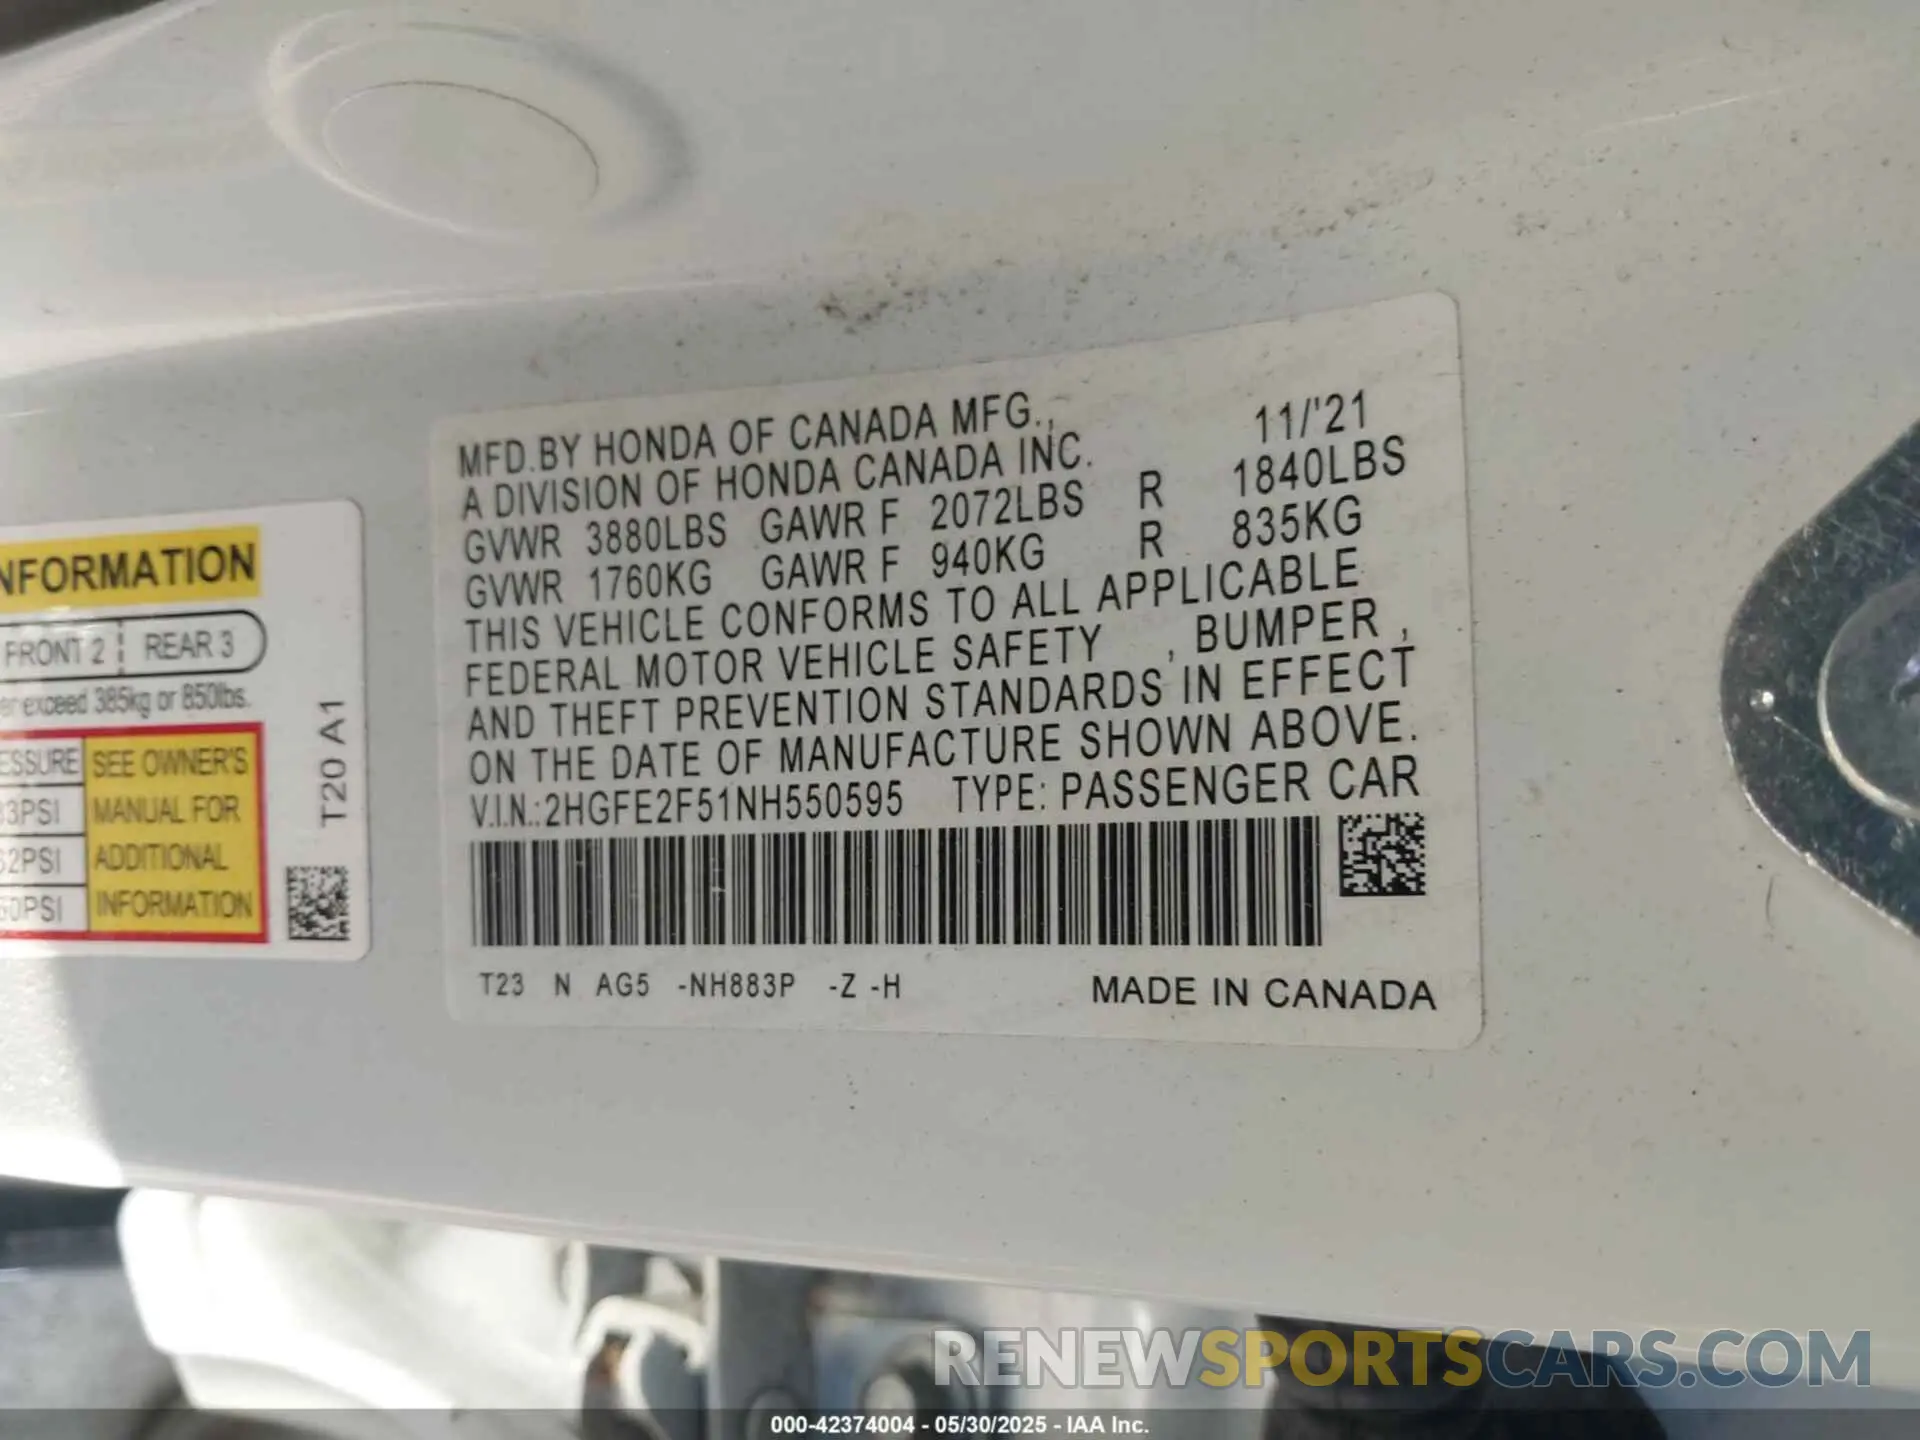 MFD.BY HONDA OF CANADA MFG., 11/'21
A DIVISION OF HONDA CANADA INC.
GVWR 3880LBS GAWR F 2072LBS R 1840LBS
GVWR 1760KG GAWR F 940KG R 835KG
THIS VEHICLE CONFORMS TO ALL APPLICABLE
FEDERAL MOTOR VEHICLE SAFETY , BUMPER ,
AND THEFT PREVENTION STANDARDS IN EFFECT
ON THE DATE OF MANUFACTURE SHOWN ABOVE.
V.I.N.:2HGFE2F51NH550595 TYPE: PASSENGER CAR
T23 N AG5 -NH883P -Z -H MADE IN CANADA
NFORMATION
FRONT 2 REAR 3
er exceed 385kg or 850lbs.
ESSURE SEE OWNER'S
33PSI MANUAL FOR
ADDITIONAL
60PSI INFORMATION
T20 A1
RENEWSPORTSCARS.COM
000-42374004 - 05/30/2025 - IAA Inc.